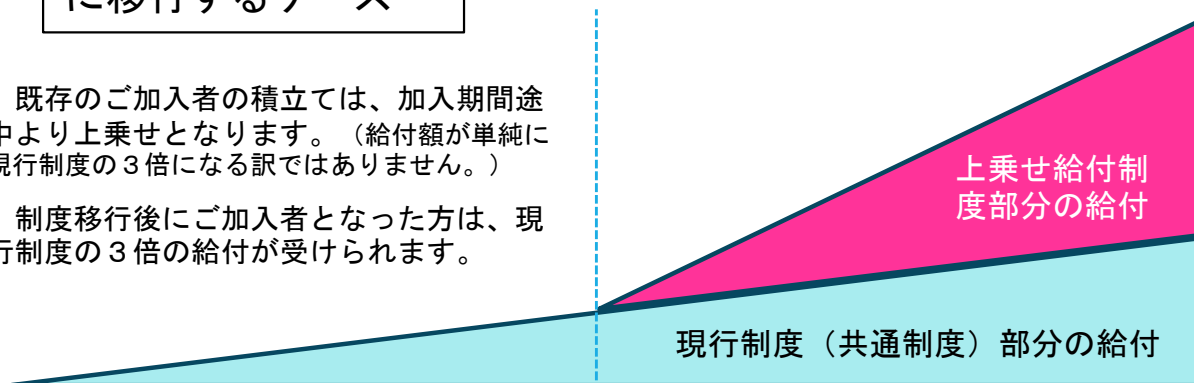 に移行するケース
既存のご加入者の積立ては、加入期間途
中より上乗せとなります。（給付額が単純に
現行制度の３倍になる訳ではありません。）
制度移行後にご加入者となった方は、現
行制度の３倍の給付が受けられます。
上乗せ給付制
度部分の給付
現行制度（共通制度）部分の給付